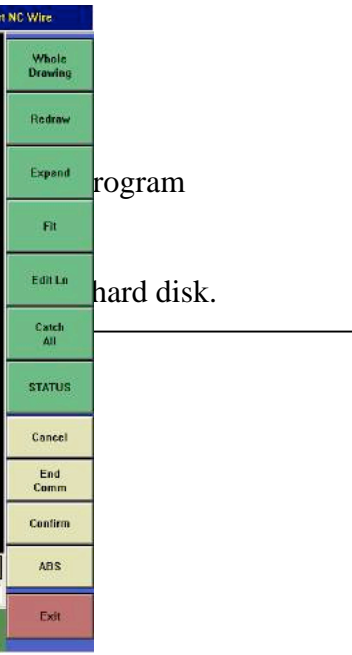 NC Wire
Whole
Drawing
Redraw
Expand
rogram
Fit
Edit Ln
hard disk.
Catch
All
STATUS
Cancel
End
Comm
Confirm
ABS
Exit